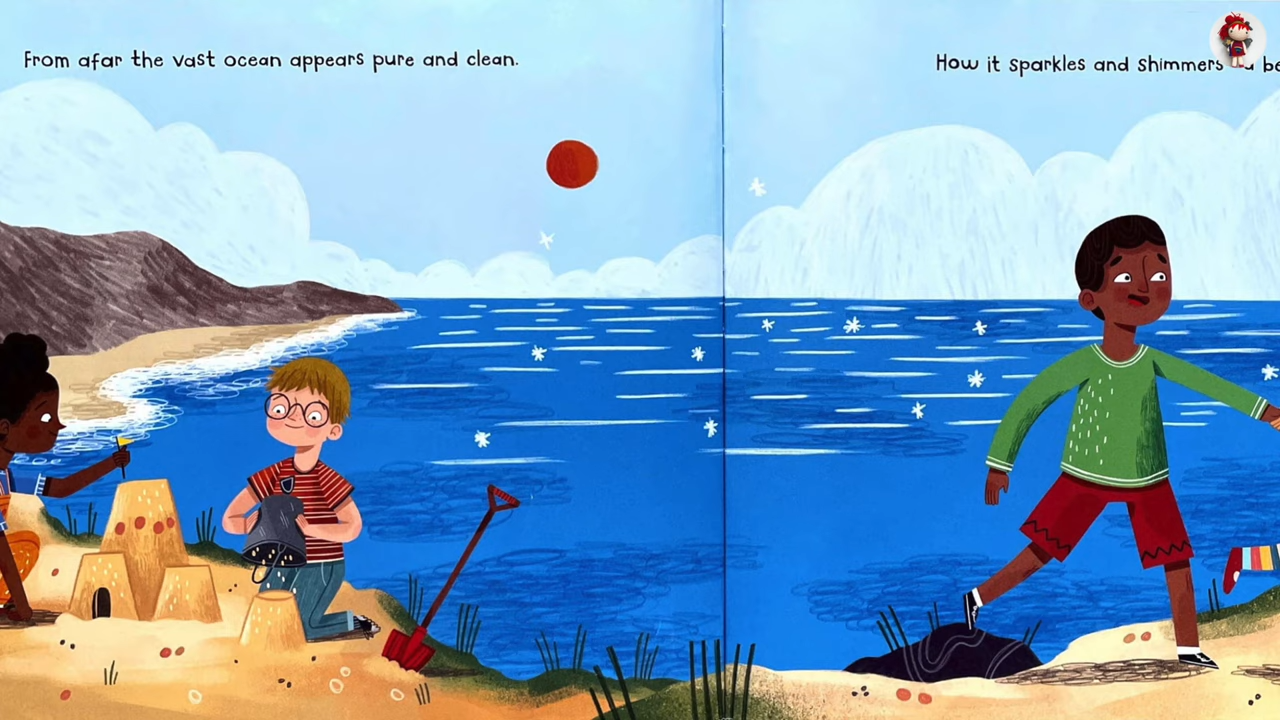 From afar the vast ocean appears pure and clean.
How it sparkles and shimmers